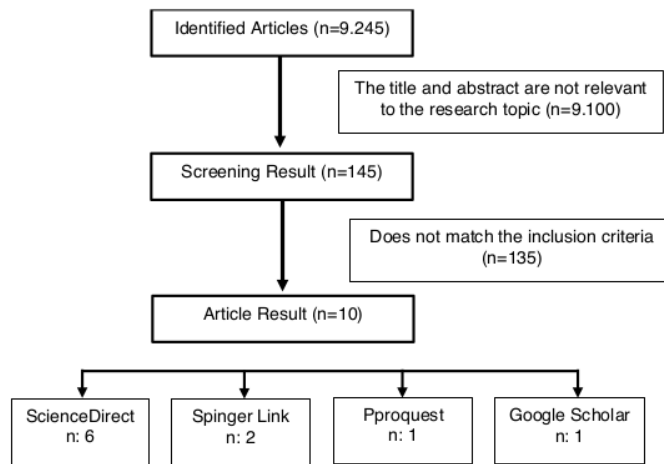 Identified Articles (n=9.245)
The title and abstract are not relevant
to the research topic (n=9.100)
Screening Result (n=145)
Does not match the inclusion criteria
(n=135)
Article Result (n=10)
ScienceDirect
n: 6
Spinger Link
n: 2
Pproquest
n: 1
Google Scholar
n: 1